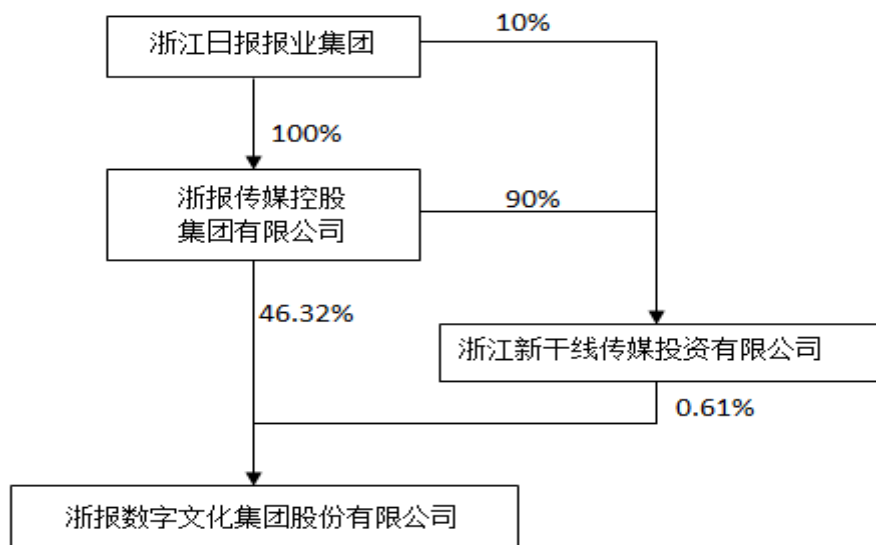 浙江日报报业集团
10%
100%
浙报传媒控股
集团有限公司
90%
46.32%
浙江新干线传媒投资有限公司
0.61%
浙报数字文化集团股份有限公司